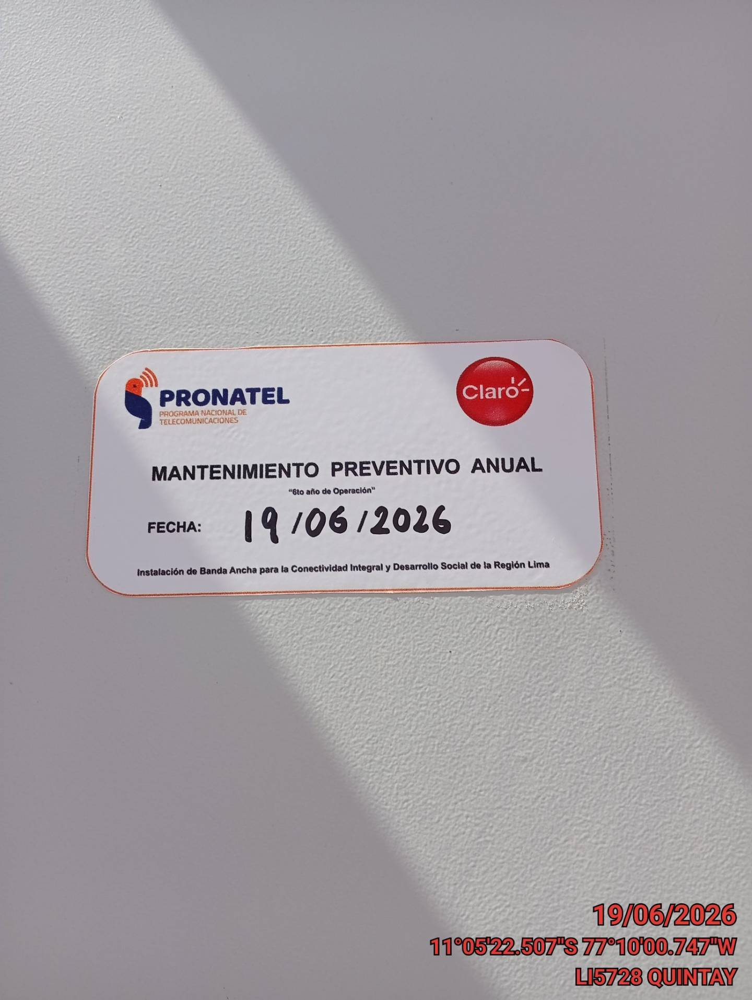 PRONATEL
PROGRAMA NACIONAL DE
TELECOMUNICACIONES
Claro
MANTENIMIENTO PREVENTIVO ANUAL
“6to año de Operación”
FECHA: 19/06/2026
Instalación de Banda Ancha para la Conectividad Integral y Desarrollo Social de la Región Lima
19/06/2026
11°05'22.507"S 77°10'00.747"W
LI5728 QUINTAY